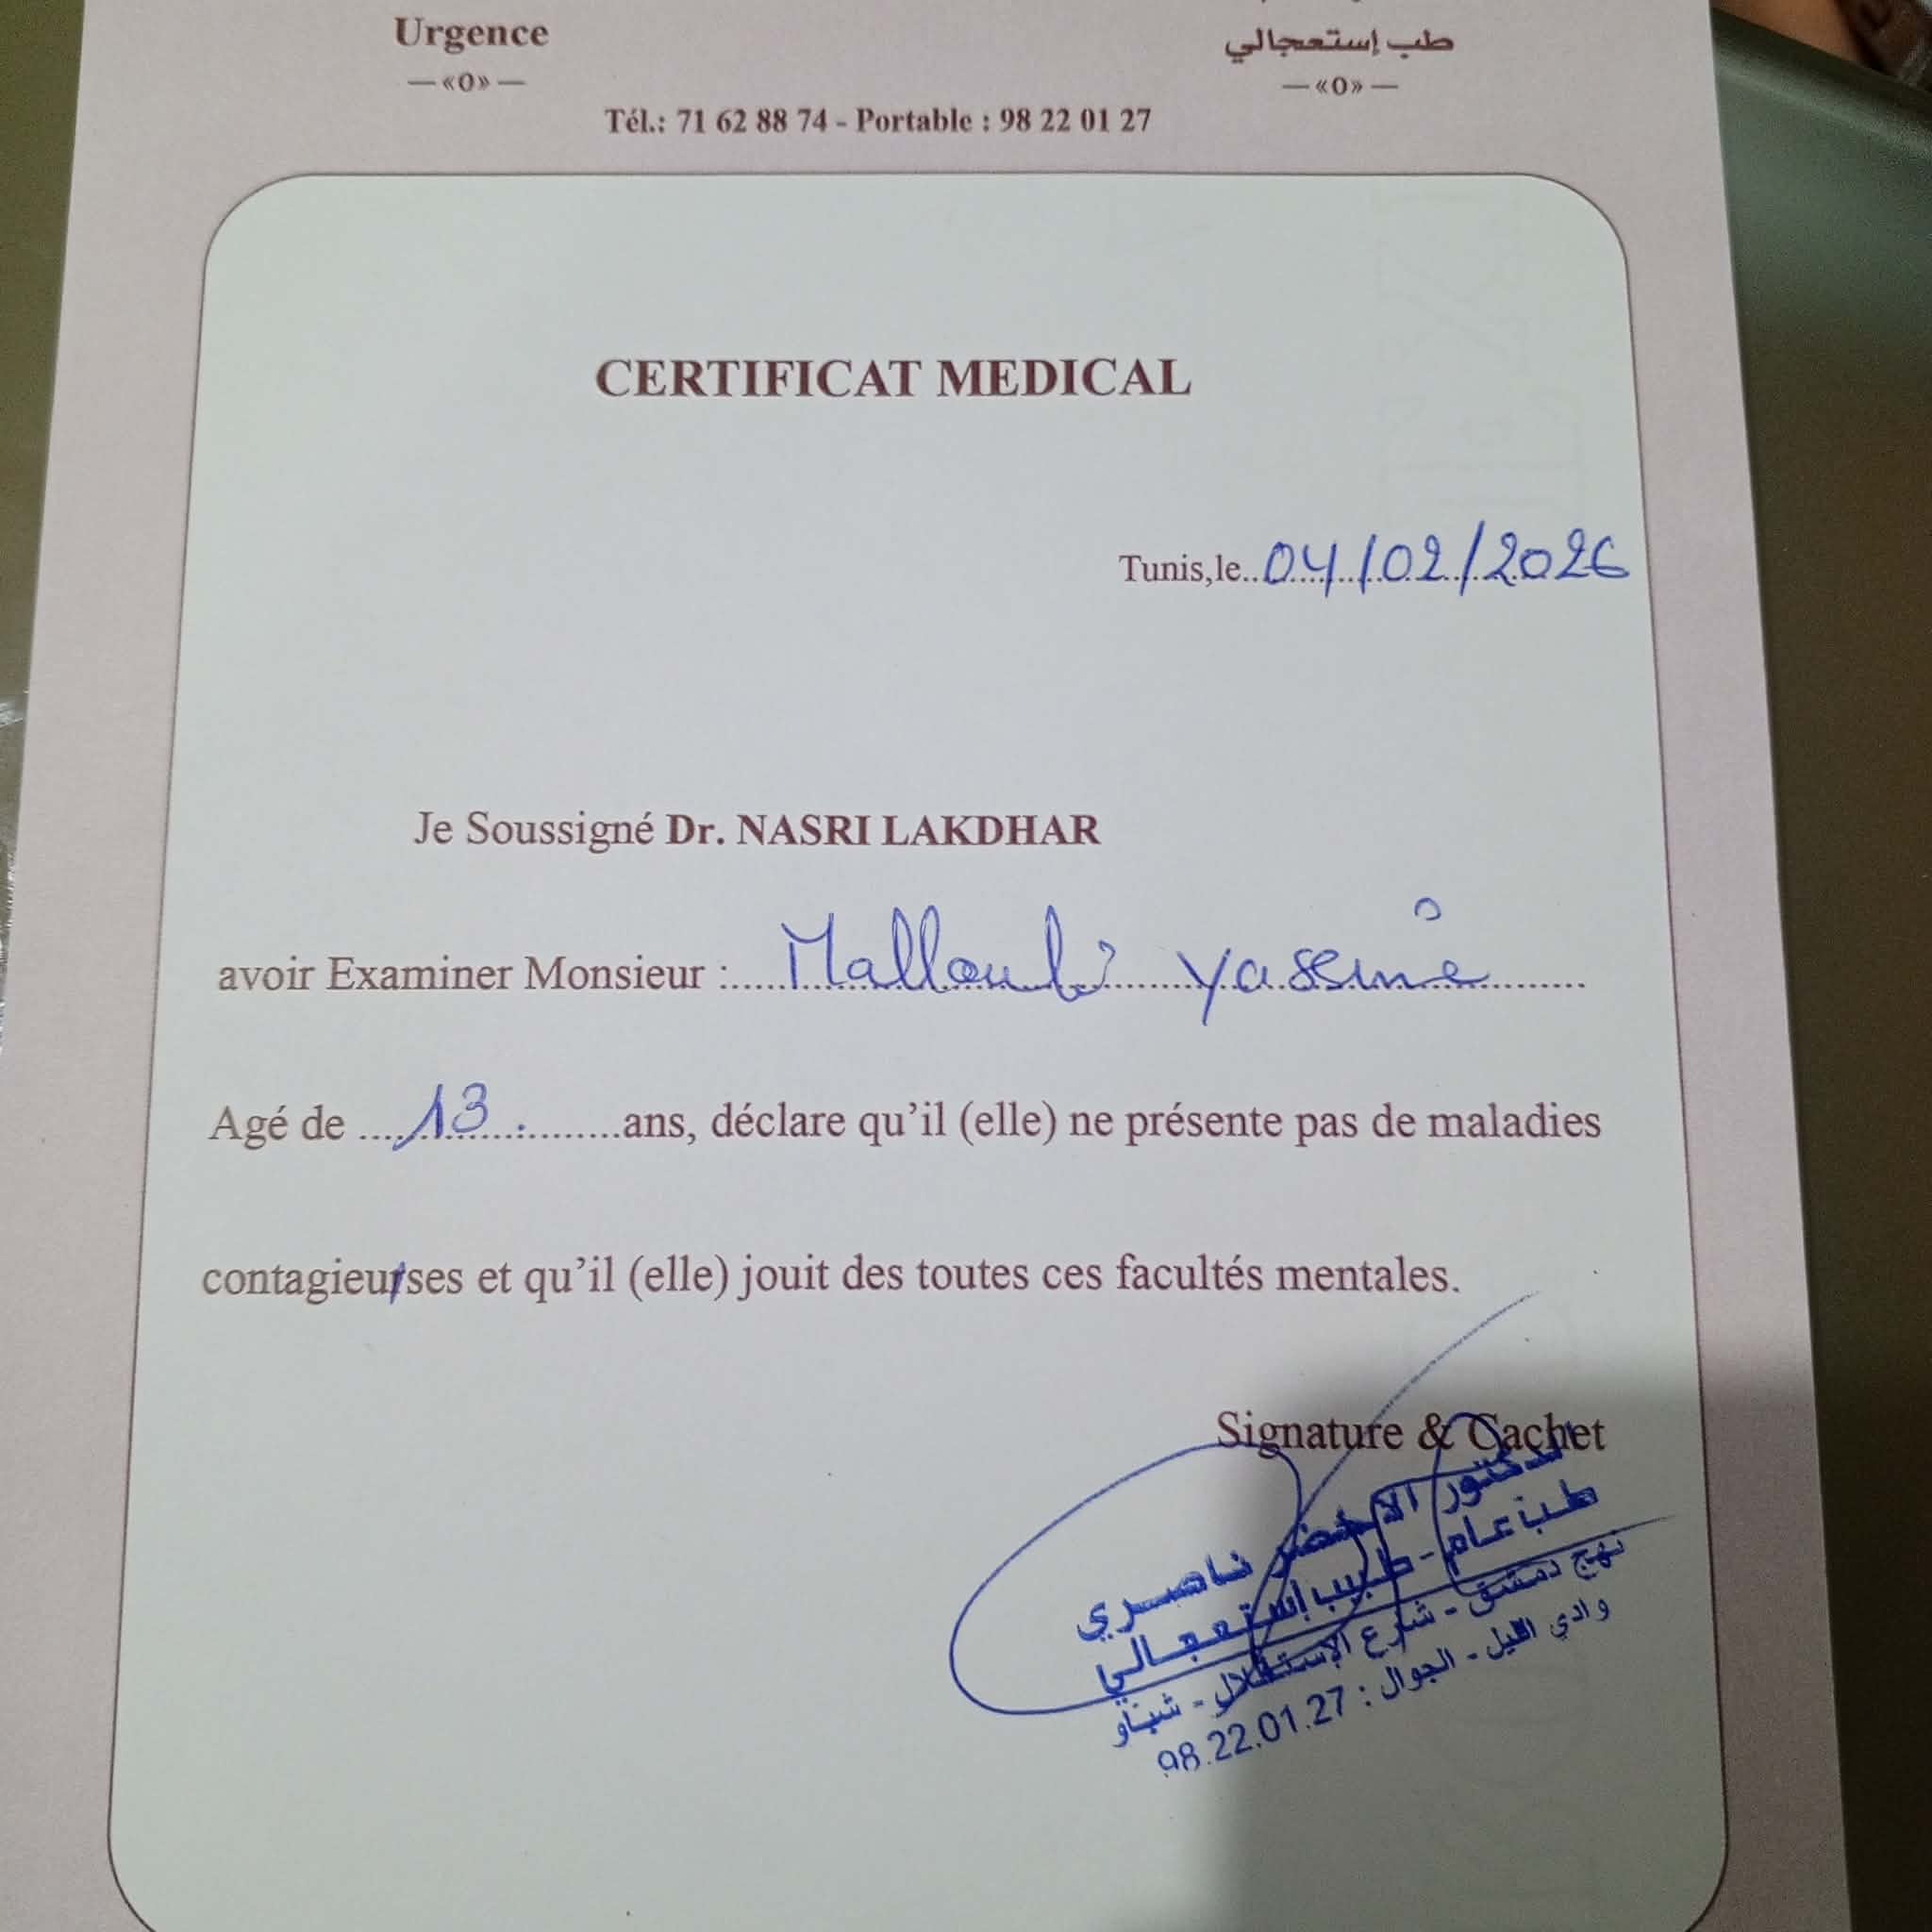 Urgence
طب إستعجالي
—«O»—
—«O»—
Tél.: 71 62 88 74 - Portable : 98 22 01 27
CERTIFICAT MEDICAL
Tunis,le..04/02/2026
Je Soussigné Dr. NASRI LAKDHAR
avoir Examiner Monsieur :..... Mallouli yassine
Agé de ....13..........ans, déclare qu'il (elle) ne présente pas de maladies
contagieurses et qu'il (elle) jouit des toutes ces facultés mentales.
Signature & Cachet
الدكتور الأخضر ناصري
طب عام - طبيب إستعجالي
نهج دمشق - شارع الإستقلال - شباو
وادي الليل - الجوال : 98.22.01.27